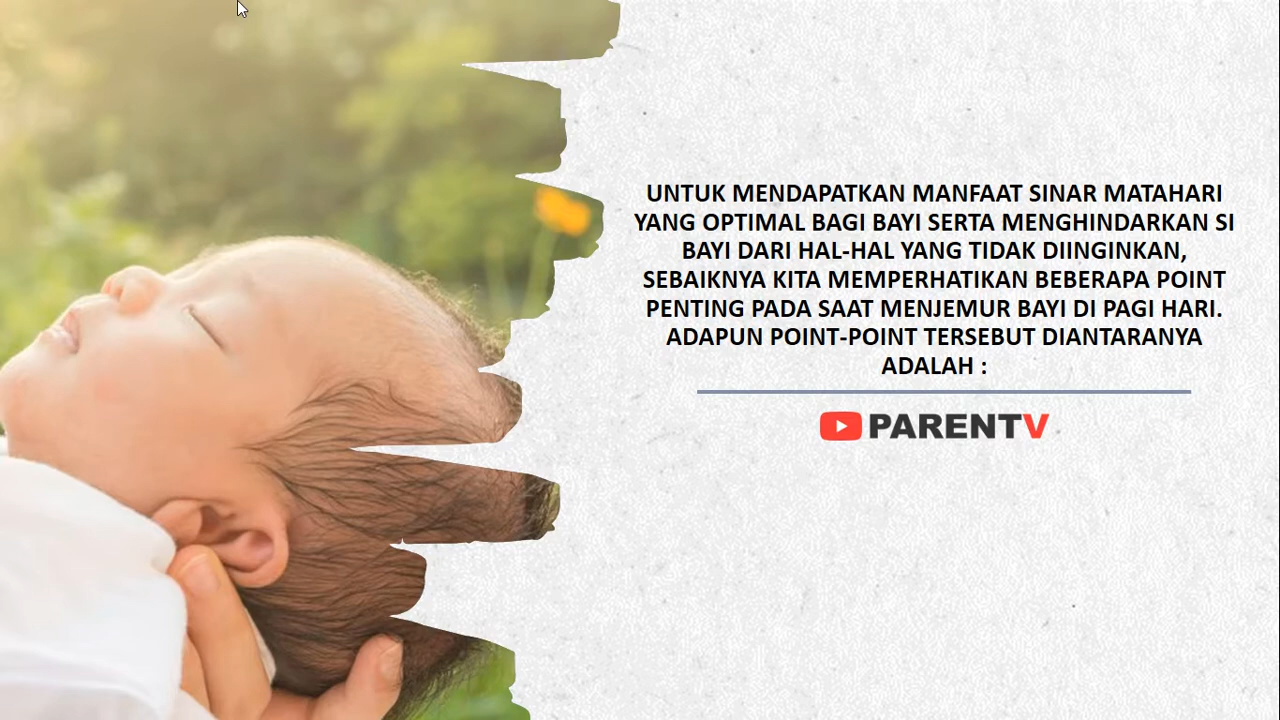 UNTUK MENDAPATKAN MANFAAT SINAR MATAHARI
YANG OPTIMAL BAGI BAYI SERTA MENGHINDARKAN SI
BAYI DARI HAL-HAL YANG TIDAK DIINGINKAN,
SEBAIKNYA KITA MEMPERHATIKAN BEBERAPA POINT
PENTING PADA SAAT MENJEMUR BAYI DI PAGI HARI.
ADAPUN POINT-POINT TERSEBUT DIANTARANYA
ADALAH :
PARENTV